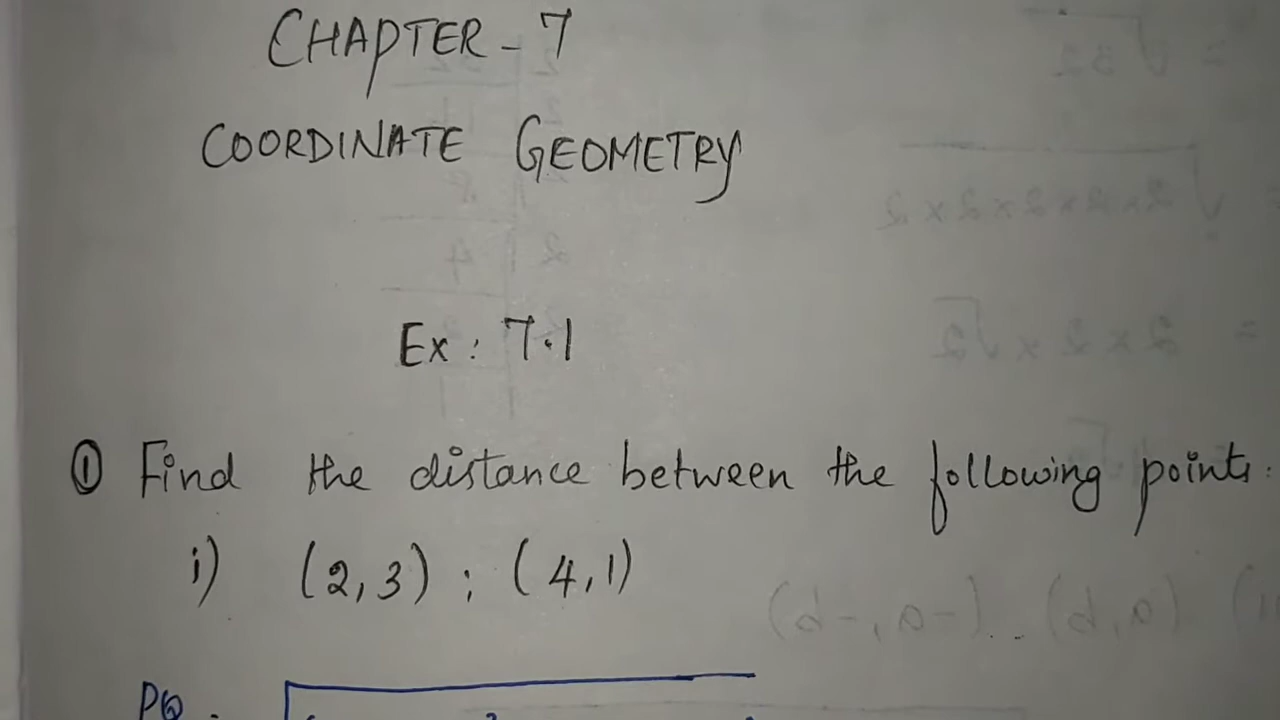 CHAPTER - 7
COORDINATE GEOMETRY
Ex : 7.1
① Find the distance between the following points :
i) (2,3) ; (4,1)
PQ